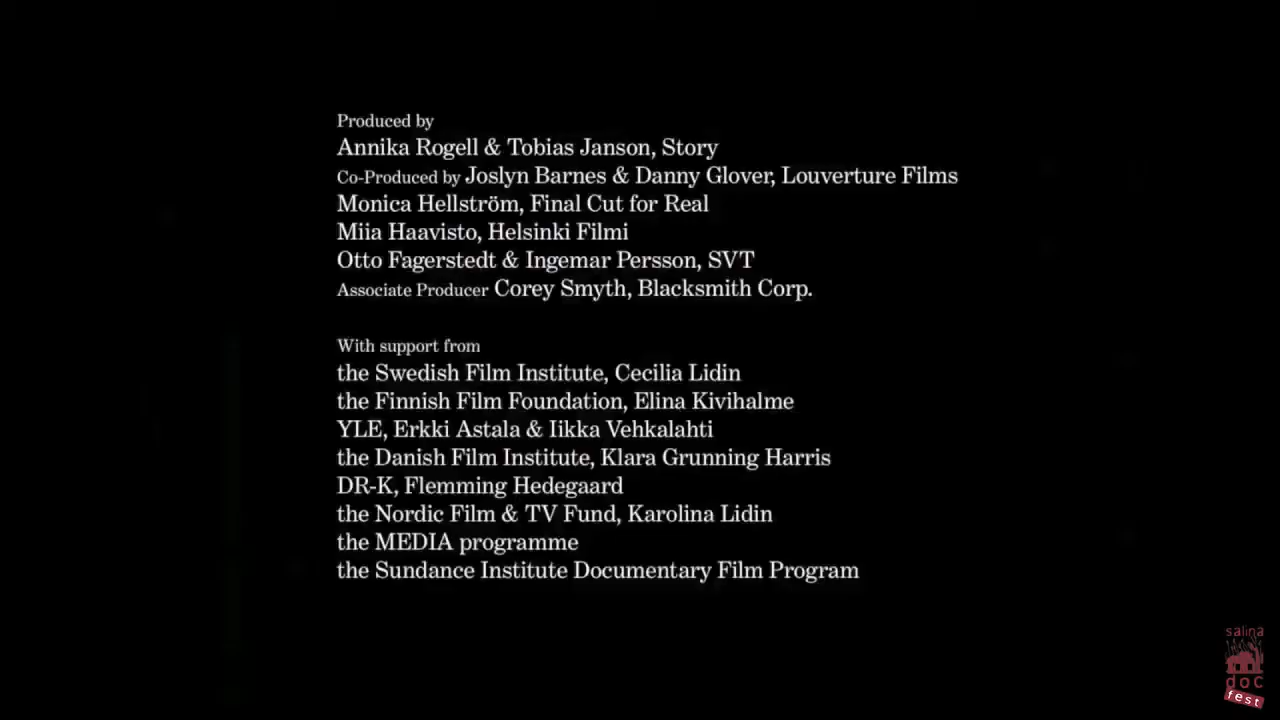 Produced by
Annika Rogell & Tobias Janson, Story
Co-Produced by Joslyn Barnes & Danny Glover, Louverture Films
Monica Hellström, Final Cut for Real
Miia Haavisto, Helsinki Filmi
Otto Fagerstedt & Ingemar Persson, SVT
Associate Producer Corey Smyth, Blacksmith Corp.
With support from
the Swedish Film Institute, Cecilia Lidin
the Finnish Film Foundation, Elina Kivihalme
YLE, Erkki Astala & Iikka Vehkalahti
the Danish Film Institute, Klara Grunning Harris
DR-K, Flemming Hedegaard
the Nordic Film & TV Fund, Karolina Lidin
the MEDIA programme
the Sundance Institute Documentary Film Program
salina
doc
fest